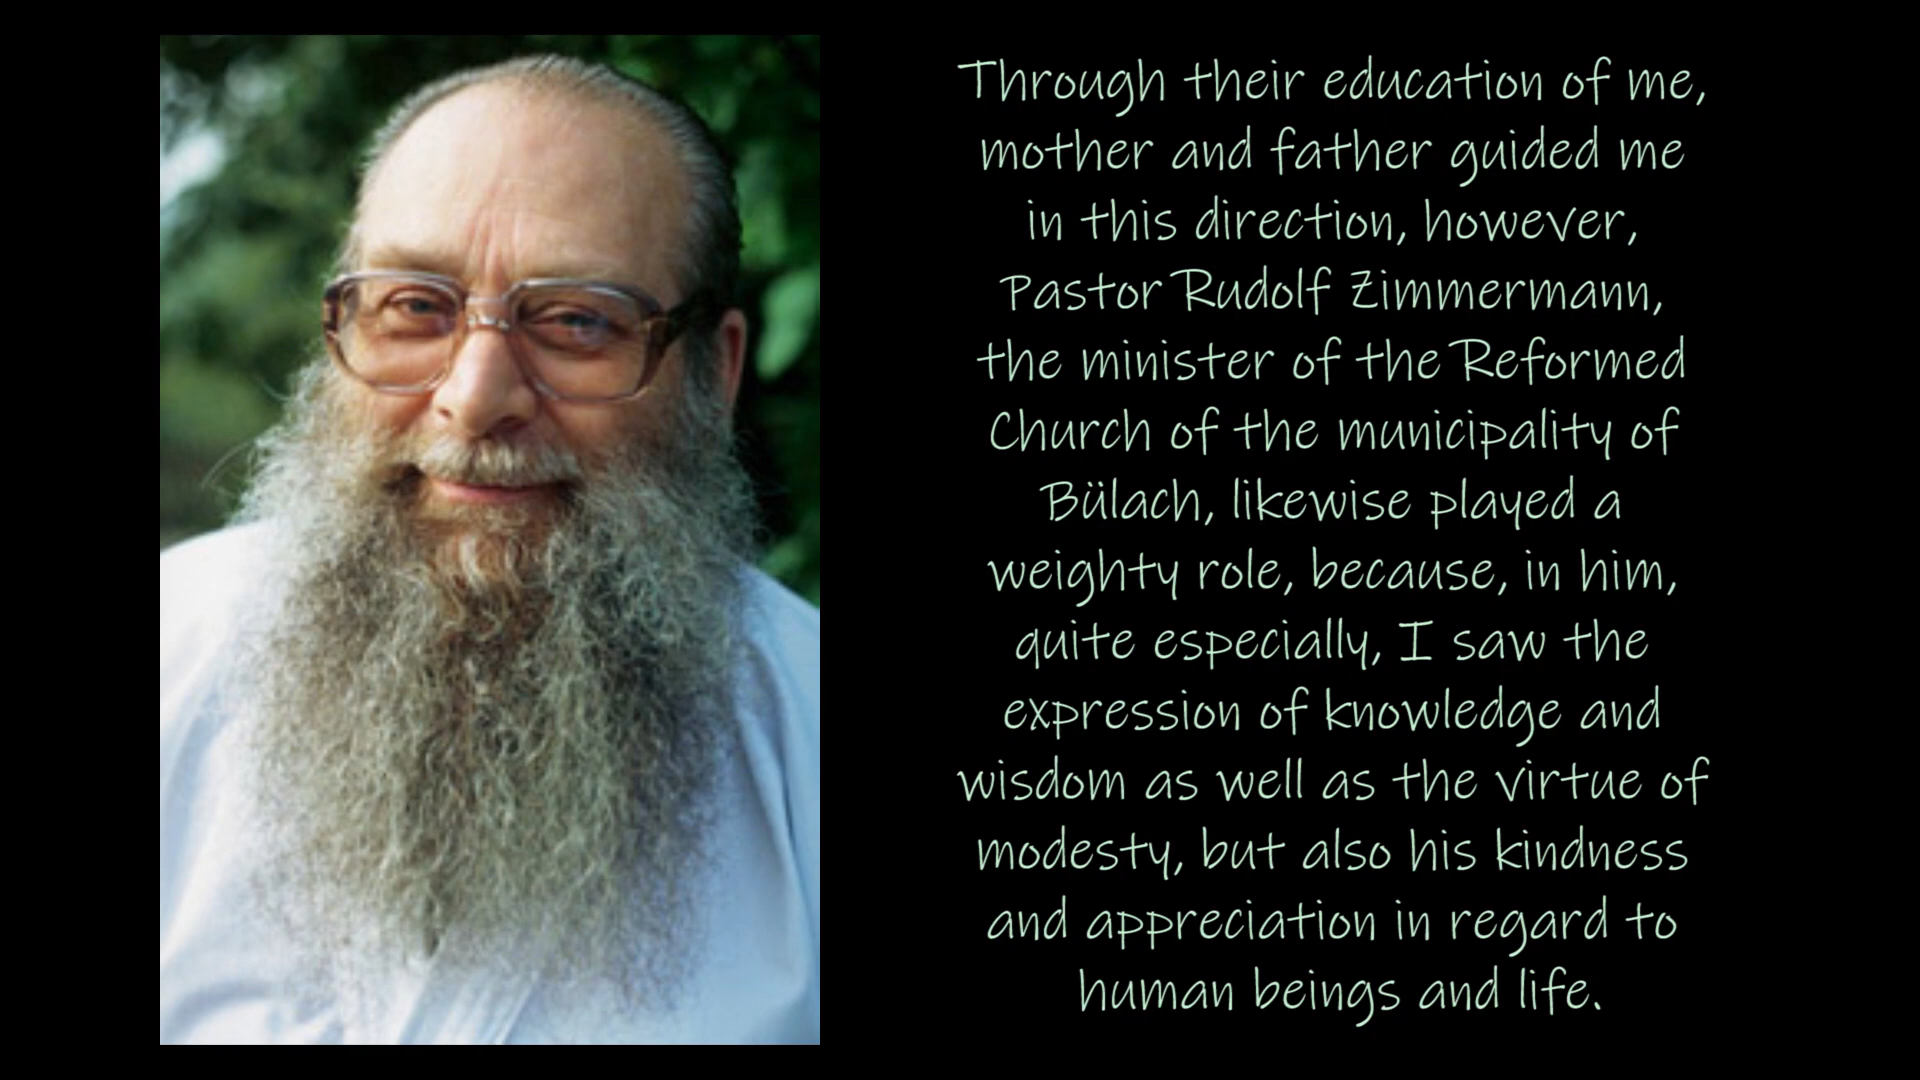 Through their education of me,
mother and father guided me
in this direction, however,
Pastor Rudolf Zimmermann,
the minister of the Reformed
Church of the municipality of
Bülach, likewise played a
weighty role, because, in him,
quite especially, I saw the
expression of knowledge and
wisdom as well as the virtue of
modesty, but also his kindness
and appreciation in regard to
human beings and life.